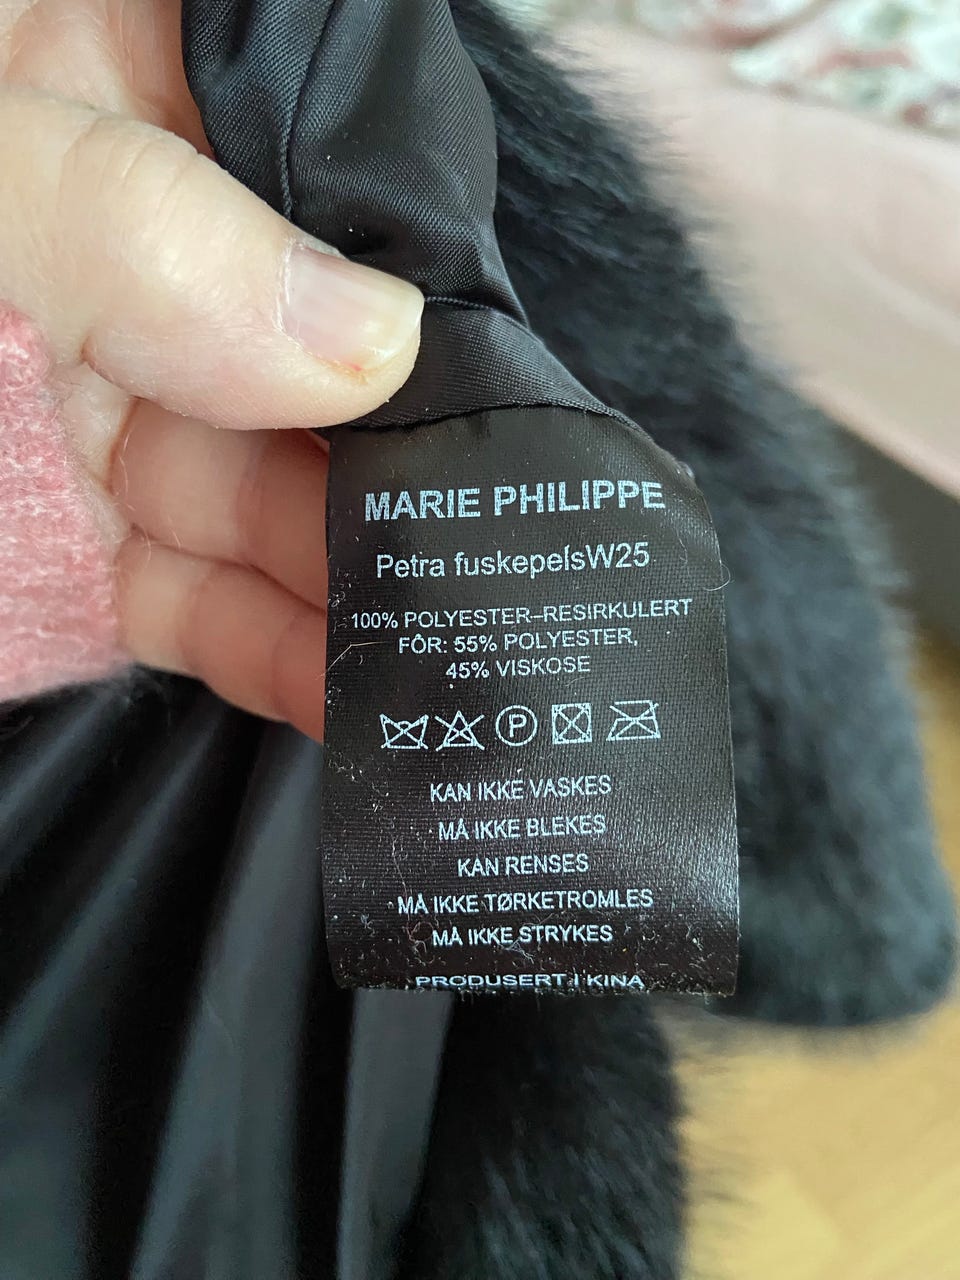 MARIE PHILIPPE
Petra fuskepelsW25
100% POLYESTER-RESIRKULERT
FÔR: 55% POLYESTER,
45% VISKOSE
P
KAN IKKE VASKES
MÅ IKKE BLEKES
KAN RENSES
MÅ IKKE TØRKETROMLES
MÅ IKKE STRYKES
PRODUSERT I KINA